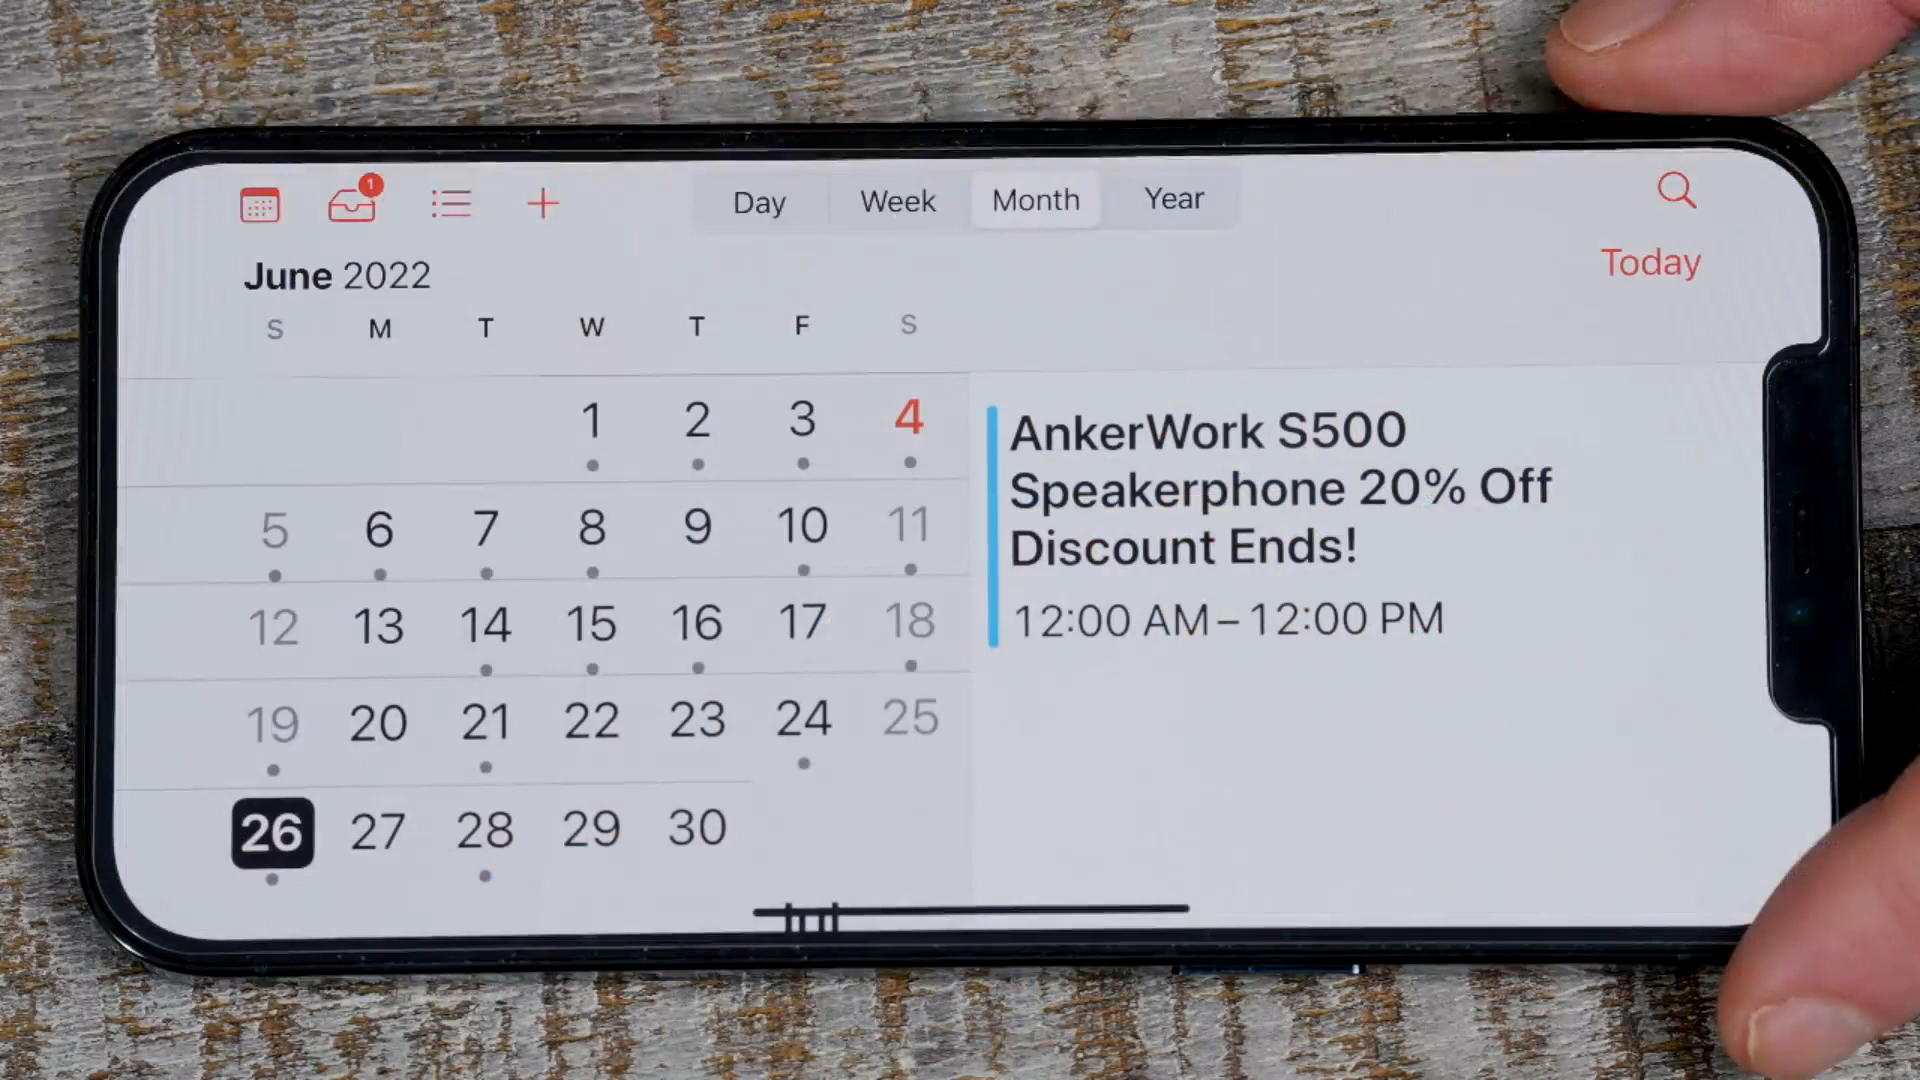 1
Day Week Month Year
June 2022
Today
S M T W T F S
1 2 3 4
5 6 7 8 9 10 11
12 13 14 15 16 17 18
19 20 21 22 23 24 25
26 27 28 29 30
AnkerWork S500
Speakerphone 20% Off
Discount Ends!
12:00 AM – 12:00 PM